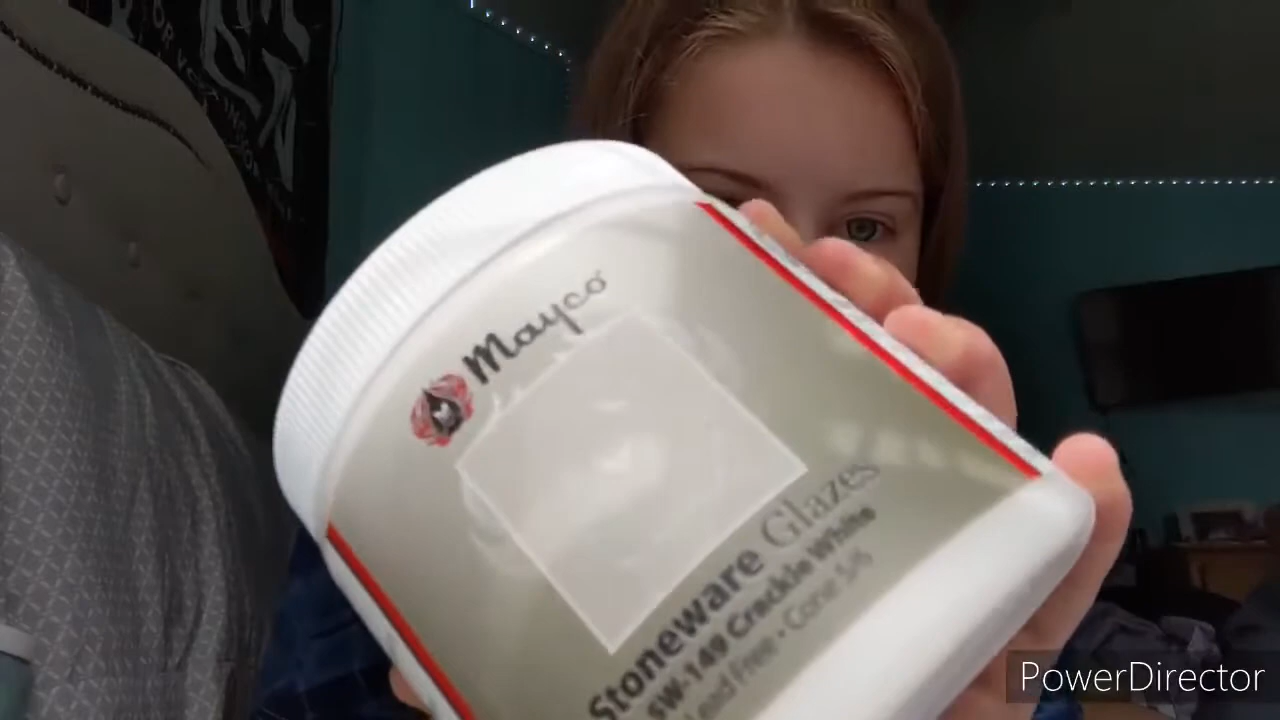 Mayco
Stoneware Glazes
SW-149 Crackle White
Lead Free • Cone 5/6
PowerDirector